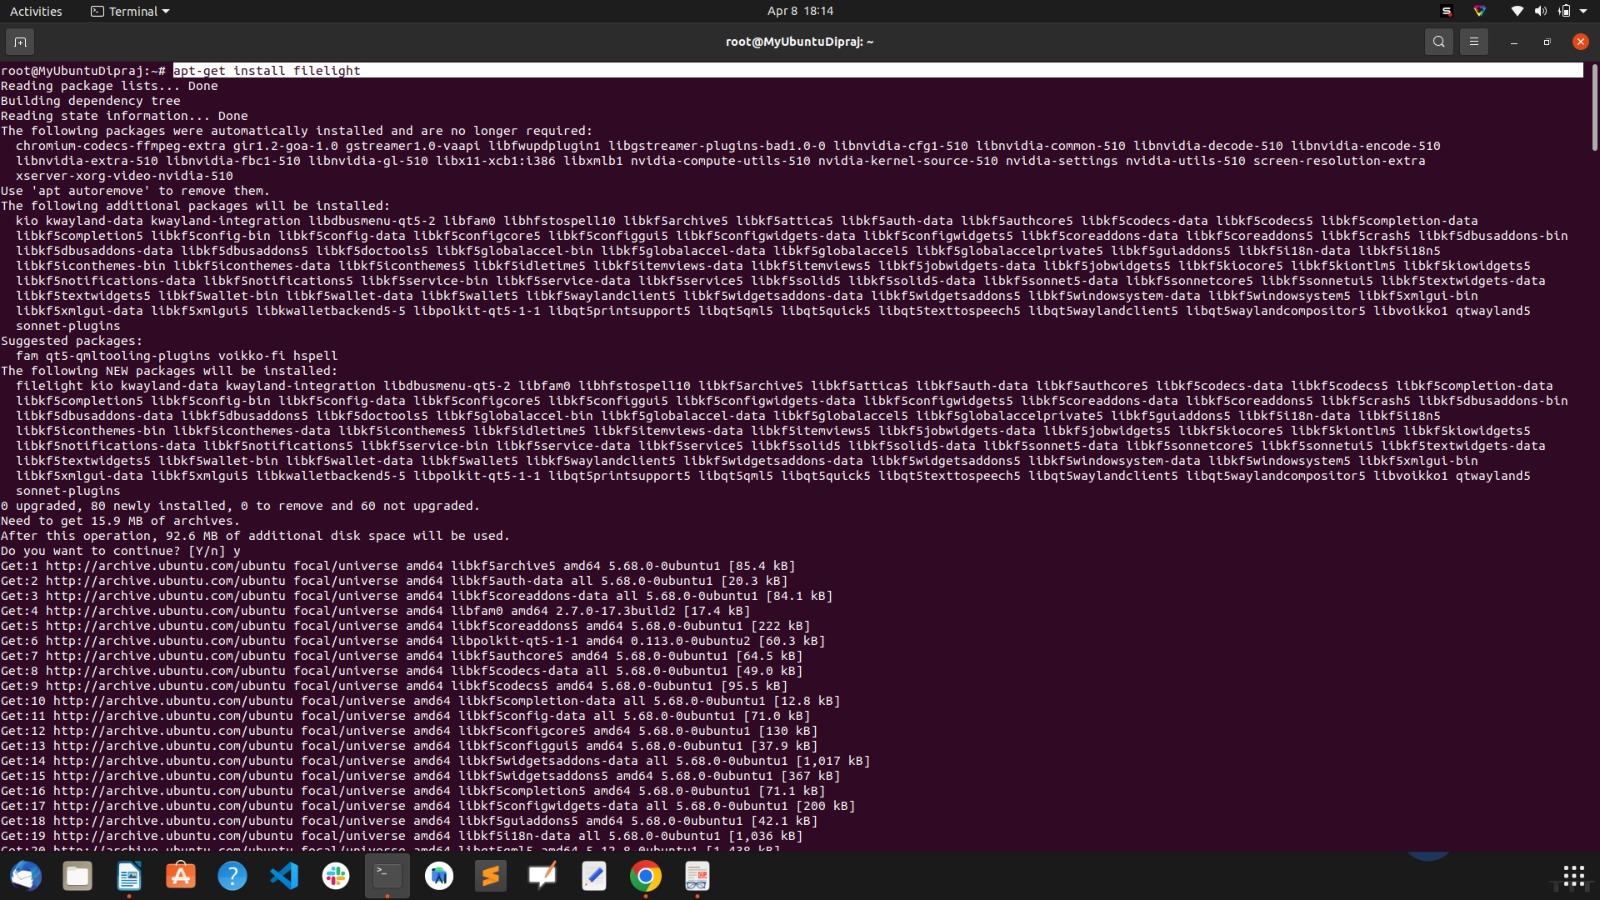 Activities Terminal Apr 8 18:14
root@MyUbuntuDipraj: ~
root@MyUbuntuDipraj:~# apt-get install filelight
Reading package lists... Done
Building dependency tree
Reading state information... Done
The following packages were automatically installed and are no longer required:
chromium-codecs-ffmpeg-extra gir1.2-goa-1.0 gstreamer1.0-vaapi libfwupdplugin1 libgstreamer-plugins-bad1.0-0 libnvidia-cfg1-510 libnvidia-common-510 libnvidia-decode-510 libnvidia-encode-510
libnvidia-extra-510 libnvidia-fbc1-510 libnvidia-gl-510 libx11-xcb1:i386 libxmlb1 nvidia-compute-utils-510 nvidia-kernel-source-510 nvidia-settings nvidia-utils-510 screen-resolution-extra
xserver-xorg-video-nvidia-510
Use 'apt autoremove' to remove them.
The following additional packages will be installed:
kio kwayland-data kwayland-integration libdbusmenu-qt5-2 libfam0 libhfstospell10 libkf5archive5 libkf5attica5 libkf5auth-data libkf5authcore5 libkf5codecs-data libkf5codecs5 libkf5completion-data
libkf5completion5 libkf5config-bin libkf5config-data libkf5configcore5 libkf5configgui5 libkf5configwidgets-data libkf5configwidgets5 libkf5coreaddons-data libkf5coreaddons5 libkf5crash5 libkf5dbusaddons-bin
libkf5dbusaddons-data libkf5dbusaddons5 libkf5doctools5 libkf5globalaccel-bin libkf5globalaccel-data libkf5globalaccel5 libkf5globalaccelprivate5 libkf5guiaddons5 libkf5i18n-data libkf5i18n5
libkf5iconthemes-bin libkf5iconthemes-data libkf5iconthemes5 libkf5idletime5 libkf5itemviews-data libkf5itemviews5 libkf5jobwidgets-data libkf5jobwidgets5 libkf5kiocore5 libkf5kiontlm5 libkf5kiowidgets5
libkf5notifications-data libkf5notifications5 libkf5service-bin libkf5service-data libkf5service5 libkf5solid5 libkf5solid5-data libkf5sonnet5-data libkf5sonnetcore5 libkf5sonnetui5 libkf5textwidgets-data
libkf5textwidgets5 libkf5wallet-bin libkf5wallet-data libkf5wallet5 libkf5waylandclient5 libkf5widgetsaddons-data libkf5widgetsaddons5 libkf5windowsystem-data libkf5windowsystem5 libkf5xmlgui-bin
libkf5xmlgui-data libkf5xmlgui5 libkwalletbackend5-5 libpolkit-qt5-1-1 libqt5printsupport5 libqt5qml5 libqt5quick5 libqt5texttospeech5 libqt5waylandclient5 libqt5waylandcompositor5 libvoikko1 qtwayland5
sonnet-plugins
Suggested packages:
fam qt5-qmltooling-plugins voikko-fi hspell
The following NEW packages will be installed:
filelight kio kwayland-data kwayland-integration libdbusmenu-qt5-2 libfam0 libhfstospell10 libkf5archive5 libkf5attica5 libkf5auth-data libkf5authcore5 libkf5codecs-data libkf5codecs5 libkf5completion-data
libkf5completion5 libkf5config-bin libkf5config-data libkf5configcore5 libkf5configgui5 libkf5configwidgets-data libkf5configwidgets5 libkf5coreaddons-data libkf5coreaddons5 libkf5crash5 libkf5dbusaddons-bin
libkf5dbusaddons-data libkf5dbusaddons5 libkf5doctools5 libkf5globalaccel-bin libkf5globalaccel-data libkf5globalaccel5 libkf5globalaccelprivate5 libkf5guiaddons5 libkf5i18n-data libkf5i18n5
libkf5iconthemes-bin libkf5iconthemes-data libkf5iconthemes5 libkf5idletime5 libkf5itemviews-data libkf5itemviews5 libkf5jobwidgets-data libkf5jobwidgets5 libkf5kiocore5 libkf5kiontlm5 libkf5kiowidgets5
libkf5notifications-data libkf5notifications5 libkf5service-bin libkf5service-data libkf5service5 libkf5solid5 libkf5solid5-data libkf5sonnet5-data libkf5sonnetcore5 libkf5sonnetui5 libkf5textwidgets-data
libkf5textwidgets5 libkf5wallet-bin libkf5wallet-data libkf5wallet5 libkf5waylandclient5 libkf5widgetsaddons-data libkf5widgetsaddons5 libkf5windowsystem-data libkf5windowsystem5 libkf5xmlgui-bin
libkf5xmlgui-data libkf5xmlgui5 libkwalletbackend5-5 libpolkit-qt5-1-1 libqt5printsupport5 libqt5qml5 libqt5quick5 libqt5texttospeech5 libqt5waylandclient5 libqt5waylandcompositor5 libvoikko1 qtwayland5
sonnet-plugins
0 upgraded, 80 newly installed, 0 to remove and 60 not upgraded.
Need to get 15.9 MB of archives.
After this operation, 92.6 MB of additional disk space will be used.
Do you want to continue? [Y/n] y
Get:1 http://archive.ubuntu.com/ubuntu focal/universe amd64 libkf5archive5 amd64 5.68.0-0ubuntu1 [85.4 kB]
Get:2 http://archive.ubuntu.com/ubuntu focal/universe amd64 libkf5auth-data all 5.68.0-0ubuntu1 [20.3 kB]
Get:3 http://archive.ubuntu.com/ubuntu focal/universe amd64 libkf5coreaddons-data all 5.68.0-0ubuntu1 [84.1 kB]
Get:4 http://archive.ubuntu.com/ubuntu focal/universe amd64 libfam0 amd64 2.7.0-17.3build2 [17.4 kB]
Get:5 http://archive.ubuntu.com/ubuntu focal/universe amd64 libkf5coreaddons5 amd64 5.68.0-0ubuntu1 [222 kB]
Get:6 http://archive.ubuntu.com/ubuntu focal/universe amd64 libpolkit-qt5-1-1 amd64 0.113.0-0ubuntu2 [60.3 kB]
Get:7 http://archive.ubuntu.com/ubuntu focal/universe amd64 libkf5authcore5 amd64 5.68.0-0ubuntu1 [64.5 kB]
Get:8 http://archive.ubuntu.com/ubuntu focal/universe amd64 libkf5codecs-data all 5.68.0-0ubuntu1 [49.0 kB]
Get:9 http://archive.ubuntu.com/ubuntu focal/universe amd64 libkf5codecs5 amd64 5.68.0-0ubuntu1 [95.5 kB]
Get:10 http://archive.ubuntu.com/ubuntu focal/universe amd64 libkf5completion-data all 5.68.0-0ubuntu1 [12.8 kB]
Get:11 http://archive.ubuntu.com/ubuntu focal/universe amd64 libkf5config-data all 5.68.0-0ubuntu1 [71.0 kB]
Get:12 http://archive.ubuntu.com/ubuntu focal/universe amd64 libkf5configcore5 amd64 5.68.0-0ubuntu1 [130 kB]
Get:13 http://archive.ubuntu.com/ubuntu focal/universe amd64 libkf5configgui5 amd64 5.68.0-0ubuntu1 [37.9 kB]
Get:14 http://archive.ubuntu.com/ubuntu focal/universe amd64 libkf5widgetsaddons-data all 5.68.0-0ubuntu1 [1,017 kB]
Get:15 http://archive.ubuntu.com/ubuntu focal/universe amd64 libkf5widgetsaddons5 amd64 5.68.0-0ubuntu1 [367 kB]
Get:16 http://archive.ubuntu.com/ubuntu focal/universe amd64 libkf5completion5 amd64 5.68.0-0ubuntu1 [71.1 kB]
Get:17 http://archive.ubuntu.com/ubuntu focal/universe amd64 libkf5configwidgets-data all 5.68.0-0ubuntu1 [200 kB]
Get:18 http://archive.ubuntu.com/ubuntu focal/universe amd64 libkf5guiaddons5 amd64 5.68.0-0ubuntu1 [42.1 kB]
Get:19 http://archive.ubuntu.com/ubuntu focal/universe amd64 libkf5i18n-data all 5.68.0-0ubuntu1 [1,036 kB]
Get:20 http://archive.ubuntu.com/ubuntu focal/universe amd64 libqt5qml5 amd64 5.12.8-0ubuntu1 [1,438 kB]